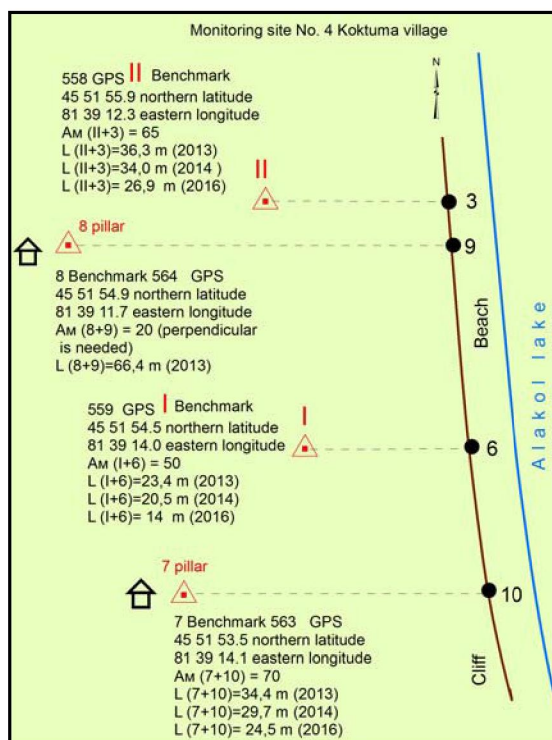 Monitoring site No. 4 Koktuma village
N
558 GPS II Benchmark
45 51 55.9 northern latitude
81 39 12.3 eastern longitude
Aм (II+3) = 65
L (II+3)=36,3 m (2013)
L (II+3)=34,0 m (2014 )
L (II+3)= 26,9 m (2016)
II
3
8 pillar
9
8 Benchmark 564 GPS
45 51 54.9 northern latitude
81 39 11.7 eastern longitude
Aм (8+9) = 20 (perpendicular
is needed)
L (8+9)=66,4 m (2013)
Beach
Alakol lake
559 GPS I Benchmark
45 51 54.5 northern latitude
81 39 14.0 eastern longitude
Aм (I+6) = 50
L (I+6)=23,4 m (2013)
L (I+6)=20,5 m (2014)
L (I+6)= 14 m (2016)
I
6
7 pillar
10
7 Benchmark 563 GPS
45 51 53.5 northern latitude
81 39 14.1 eastern longitude
Aм (7+10) = 70
L (7+10)=34,4 m (2013)
L (7+10)=29,7 m (2014)
L (7+10)= 24,5 m (2016)
Cliff